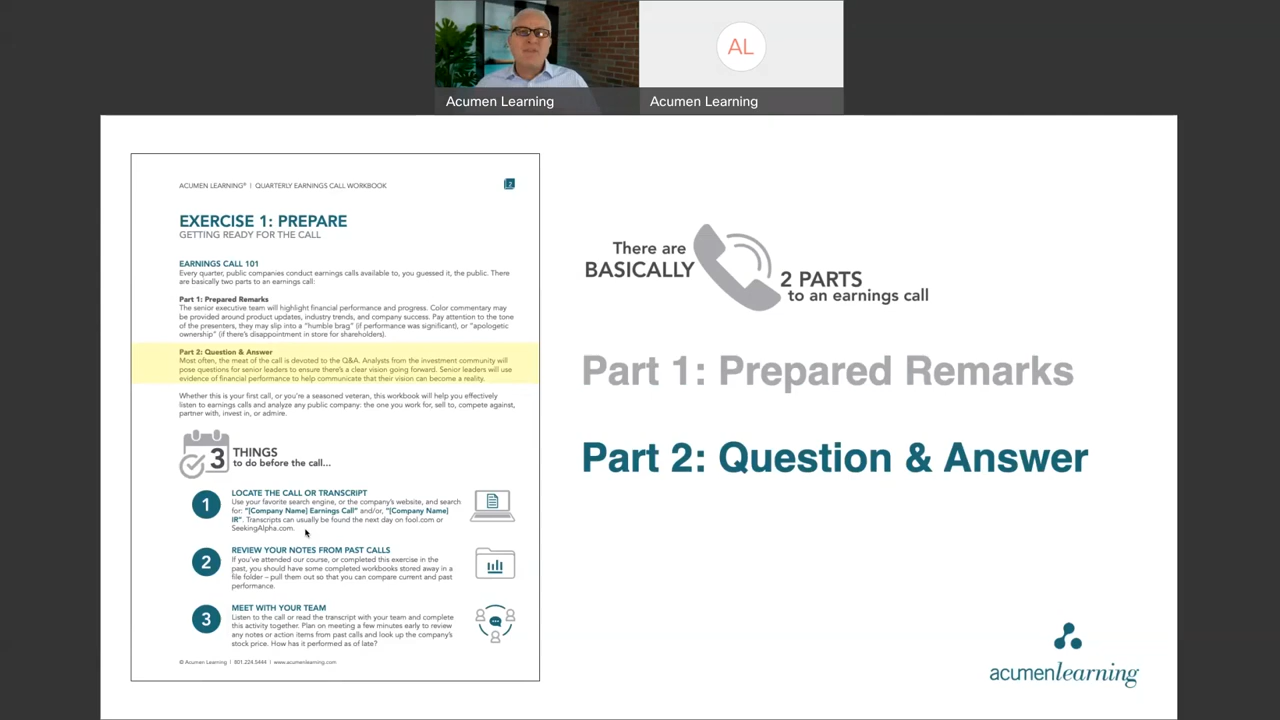 AL
Acumen Learning
Acumen Learning
ACUMEN LEARNING® | QUARTERLY EARNINGS CALL WORKBOOK
2
EXERCISE 1: PREPARE
GETTING READY FOR THE CALL
EARNINGS CALL 101
Every quarter, public companies conduct earnings calls available to, you guessed it, the public. There
are basically two parts to an earnings call:
Part 1: Prepared Remarks
The senior executive team will highlight financial performance and progress. Color commentary may
be provided around product updates, industry trends, and company success. Pay attention to the tone
of the presenters, they may slip into a "humble brag" (if performance was significant), or "apologetic
ownership" (if there's disappointment in store for shareholders).
Part 2: Question & Answer
Most often, the meat of the call is devoted to the Q&A. Analysts from the investment community will
pose questions for senior leaders to ensure there's a clear vision going forward. Senior leaders will use
evidence of financial performance to help communicate that their vision can become a reality.
Whether this is your first call, or you're a seasoned veteran, this workbook will help you effectively
listen to earnings calls and analyze any public company: the one you work for, sell to, compete against,
partner with, invest in, or admire.
3 THINGS
to do before the call...
1
LOCATE THE CALL OR TRANSCRIPT
Use your favorite search engine, or the company's website, and search
for: "[Company Name] Earnings Call" and/or, "[Company Name]
IR". Transcripts can usually be found the next day on fool.com or
SeekingAlpha.com.
2
REVIEW YOUR NOTES FROM PAST CALLS
If you've attended our course, or completed this exercise in the
past, you should have some completed workbooks stored away in a
file folder – pull them out so that you can compare current and past
performance.
3
MEET WITH YOUR TEAM
Listen to the call or read the transcript with your team and complete
this activity together. Plan on meeting a few minutes early to review
any notes or action items from past calls and look up the company's
stock price. How has it performed as of late?
© Acumen Learning | 801.224.5444 | www.acumenlearning.com
There are
BASICALLY
2 PARTS
to an earnings call
Part 1: Prepared Remarks
Part 2: Question & Answer
acumenlearning